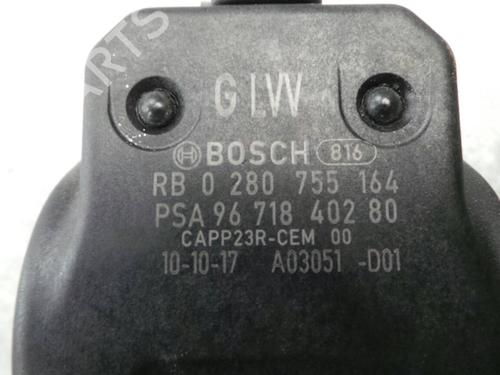 G LVV
BOSCH 816
RB 0 280 755 164
PSA 96 718 402 80
CAPP23R-CEM 00
10-10-17 A03051 -D01